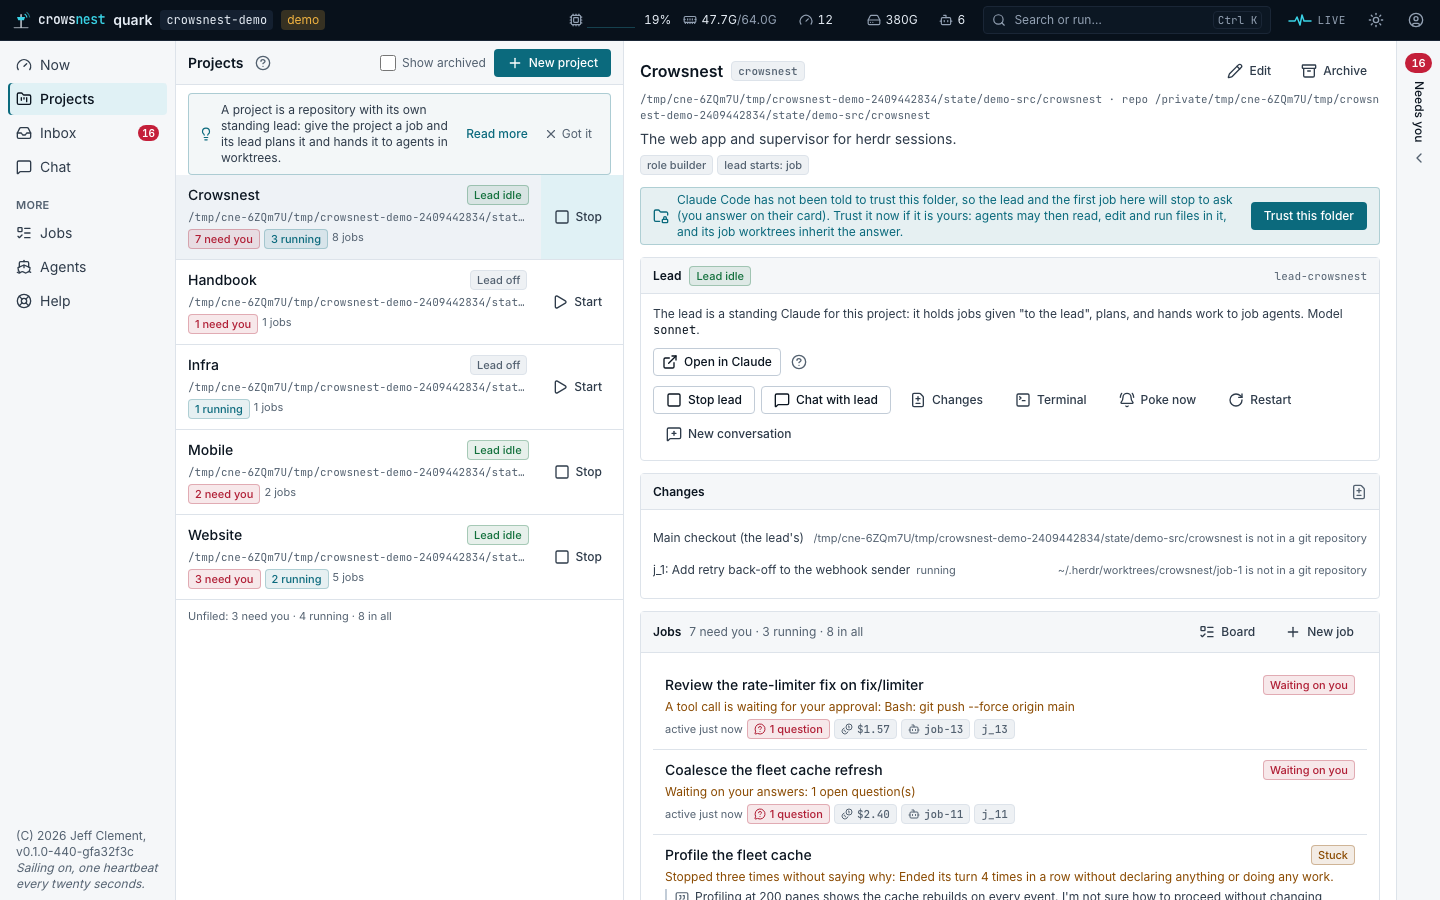 crowsnest quark crowsnest-demo demo 19% 47.7G/64.0G 12 380G 6 Search or run... Ctrl K LIVE
Now
Projects
Inbox 16
Chat
MORE
Jobs
Agents
Help
(C) 2026 Jeff Clement,
v0.1.0-440-gfa32f3c
Sailing on, one heartbeat
every twenty seconds.
Projects Show archived New project
A project is a repository with its own
standing lead: give the project a job and
its lead plans it and hands it to agents in
worktrees.
Read more Got it
Crowsnest Lead idle
/tmp/cne-6ZQm7U/tmp/crowsnest-demo-2409442834/stat… Stop
7 need you 3 running 8 jobs
Handbook Lead off
/tmp/cne-6ZQm7U/tmp/crowsnest-demo-2409442834/stat… Start
1 need you 1 jobs
Infra Lead off
/tmp/cne-6ZQm7U/tmp/crowsnest-demo-2409442834/stat… Start
1 running 1 jobs
Mobile Lead idle
/tmp/cne-6ZQm7U/tmp/crowsnest-demo-2409442834/stat… Stop
2 need you 2 jobs
Website Lead idle
/tmp/cne-6ZQm7U/tmp/crowsnest-demo-2409442834/stat… Stop
3 need you 2 running 5 jobs
Unfiled: 3 need you · 4 running · 8 in all
Crowsnest crowsnest Edit Archive
/tmp/cne-6ZQm7U/tmp/crowsnest-demo-2409442834/state/demo-src/crowsnest · repo /private/tmp/cne-6ZQm7U/tmp/crowsn
est-demo-2409442834/state/demo-src/crowsnest
The web app and supervisor for herdr sessions.
role builder lead starts: job
Claude Code has not been told to trust this folder, so the lead and the first job here will stop to ask
(you answer on their card). Trust it now if it is yours: agents may then read, edit and run files in it,
and its job worktrees inherit the answer.
Trust this folder
Lead Lead idle lead-crowsnest
The lead is a standing Claude for this project: it holds jobs given "to the lead", plans, and hands work to job agents. Model
sonnet.
Open in Claude
Stop lead Chat with lead Changes Terminal Poke now Restart
New conversation
Changes
Main checkout (the lead's) /tmp/cne-6ZQm7U/tmp/crowsnest-demo-2409442834/state/demo-src/crowsnest is not in a git repository
j_1: Add retry back-off to the webhook sender running ~/.herdr/worktrees/crowsnest/job-1 is not in a git repository
Jobs 7 need you · 3 running · 8 in all Board New job
Review the rate-limiter fix on fix/limiter Waiting on you
A tool call is waiting for your approval: Bash: git push --force origin main
active just now 1 question $1.57 job-13 j_13
Coalesce the fleet cache refresh Waiting on you
Waiting on your answers: 1 open question(s)
active just now 1 question $2.40 job-11 j_11
Profile the fleet cache Stuck
Stopped three times without saying why: Ended its turn 4 times in a row without declaring anything or doing any work.
Profiling at 200 panes shows the cache rebuilds on every event. I'm not sure how to proceed without changing
16
Needs you